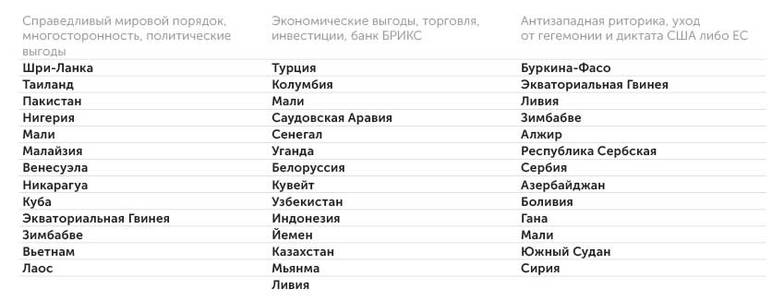 Справедливый мировой порядок,
многосторонность, политические
выгоды
Шри-Ланка
Таиланд
Пакистан
Нигерия
Мали
Малайзия
Венесуэла
Никарагуа
Куба
Экваториальная Гвинея
Зимбабве
Вьетнам
Лаос
Экономические выгоды, торговля,
инвестиции, банк БРИКС
Турция
Колумбия
Мали
Саудовская Аравия
Сенегал
Уганда
Белоруссия
Кувейт
Узбекистан
Индонезия
Йемен
Казахстан
Мьянма
Ливия
Антизападная риторика, уход
от гегемонии и диктата США либо ЕС
Буркина-Фасо
Экваториальная Гвинея
Ливия
Зимбабве
Алжир
Республика Сербская
Сербия
Азербайджан
Боливия
Гана
Мали
Южный Судан
Сирия